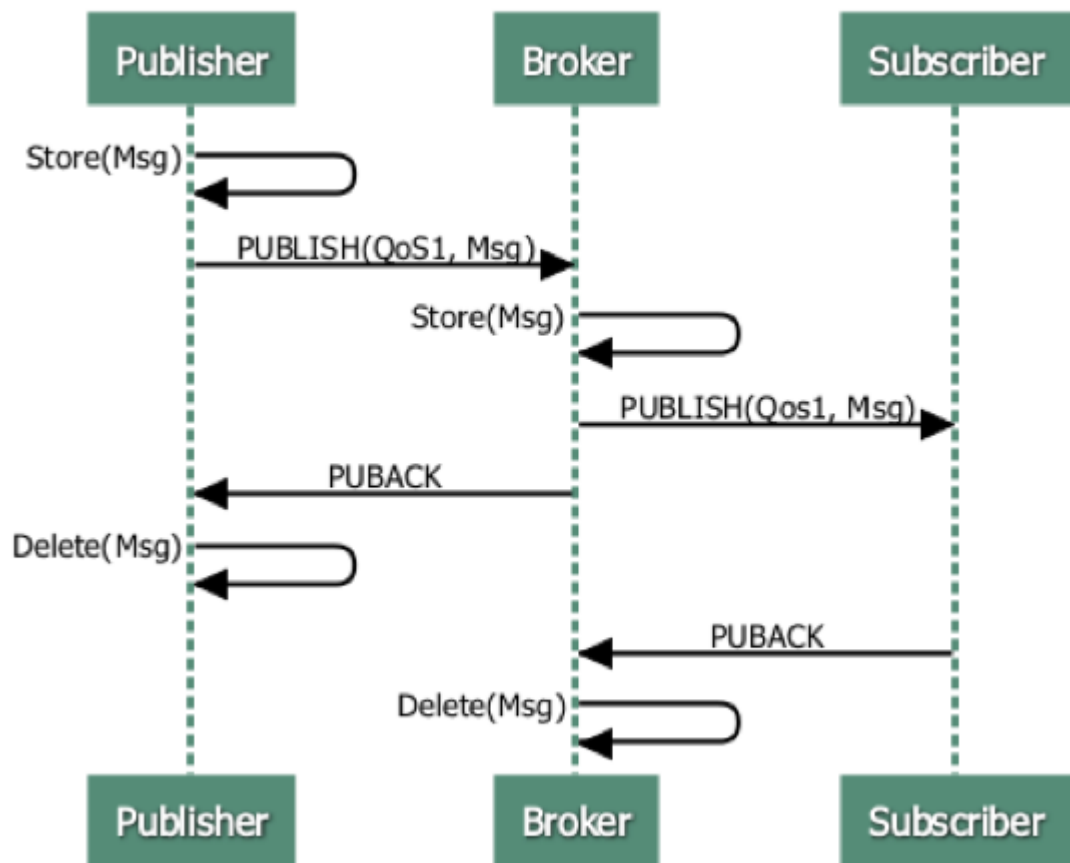 Publisher
Broker
Subscriber
Store(Msg)
PUBLISH(QoS1, Msg)
Store(Msg)
PUBLISH(Qos1, Msg)
PUBACK
Delete(Msg)
PUBACK
Delete(Msg)
Publisher
Broker
Subscriber